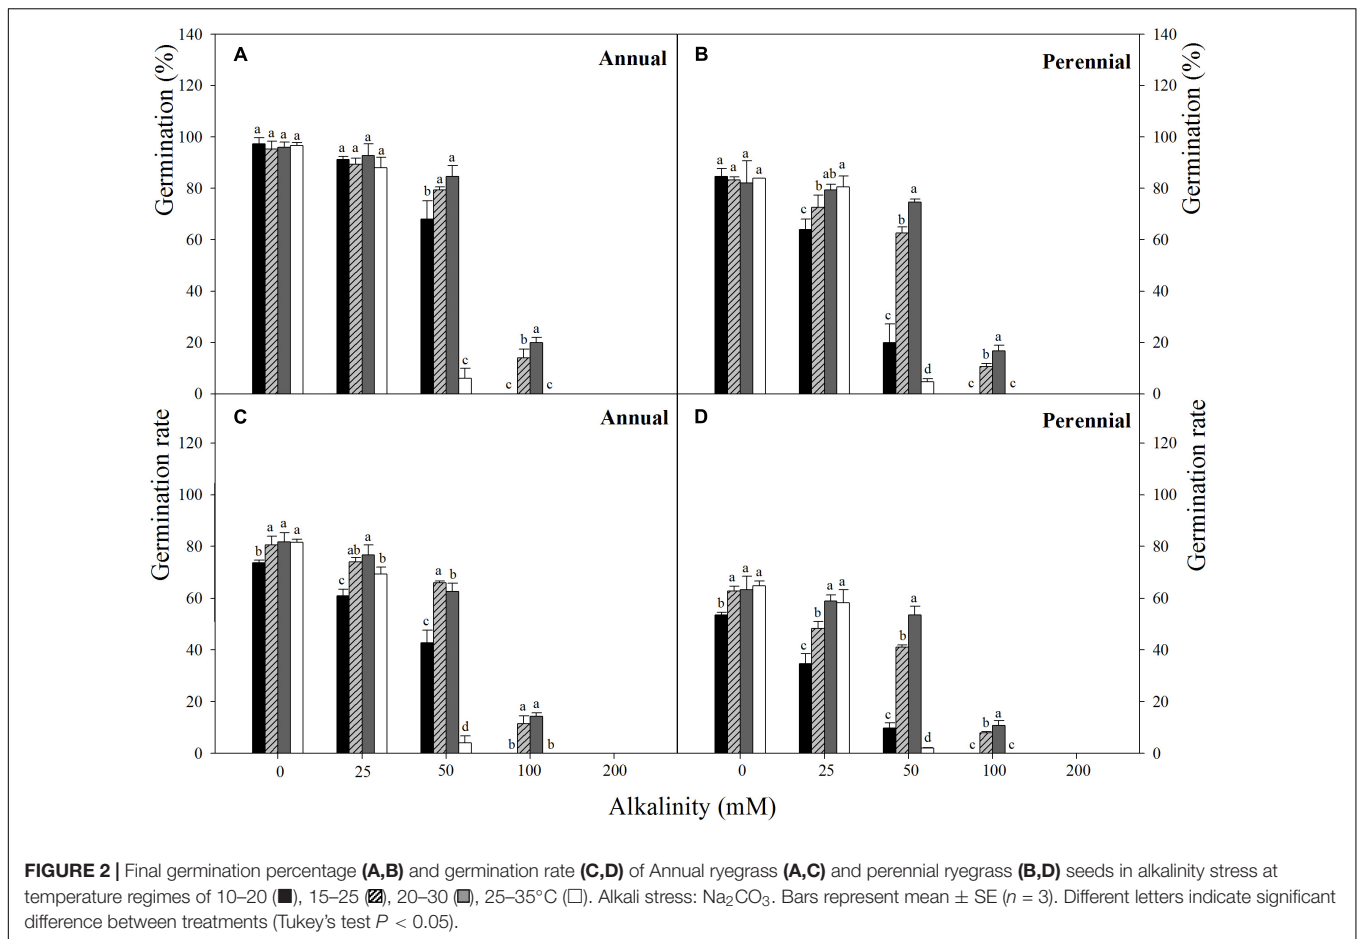 140
120
100
80
60
40
20
0
Germination (%)
A
Annual
a a a a
a a a a
b a a c
c b a c
B
Perennial
a a a a
c b ab a
c b a d
c b a c
140
120
100
80
60
40
20
0
Germination (%)
120
100
80
60
40
20
0
Germination rate
C
Annual
b a a a
c ab a b
c a b d
b a a b
0 25 50 100 200
D
Perennial
b a a a
c b a a
c b a d
c b a c
0 25 50 100 200
120
100
80
60
40
20
0
Germination rate
Alkalinity (mM)
FIGURE 2 | Final germination percentage (A,B) and germination rate (C,D) of Annual ryegrass (A,C) and perennial ryegrass (B,D) seeds in alkalinity stress at
temperature regimes of 10–20 (■), 15–25 (▨), 20–30 (■), 25–35°C (□). Alkali stress: Na₂CO₃. Bars represent mean ± SE (n = 3). Different letters indicate significant
difference between treatments (Tukey's test P < 0.05).